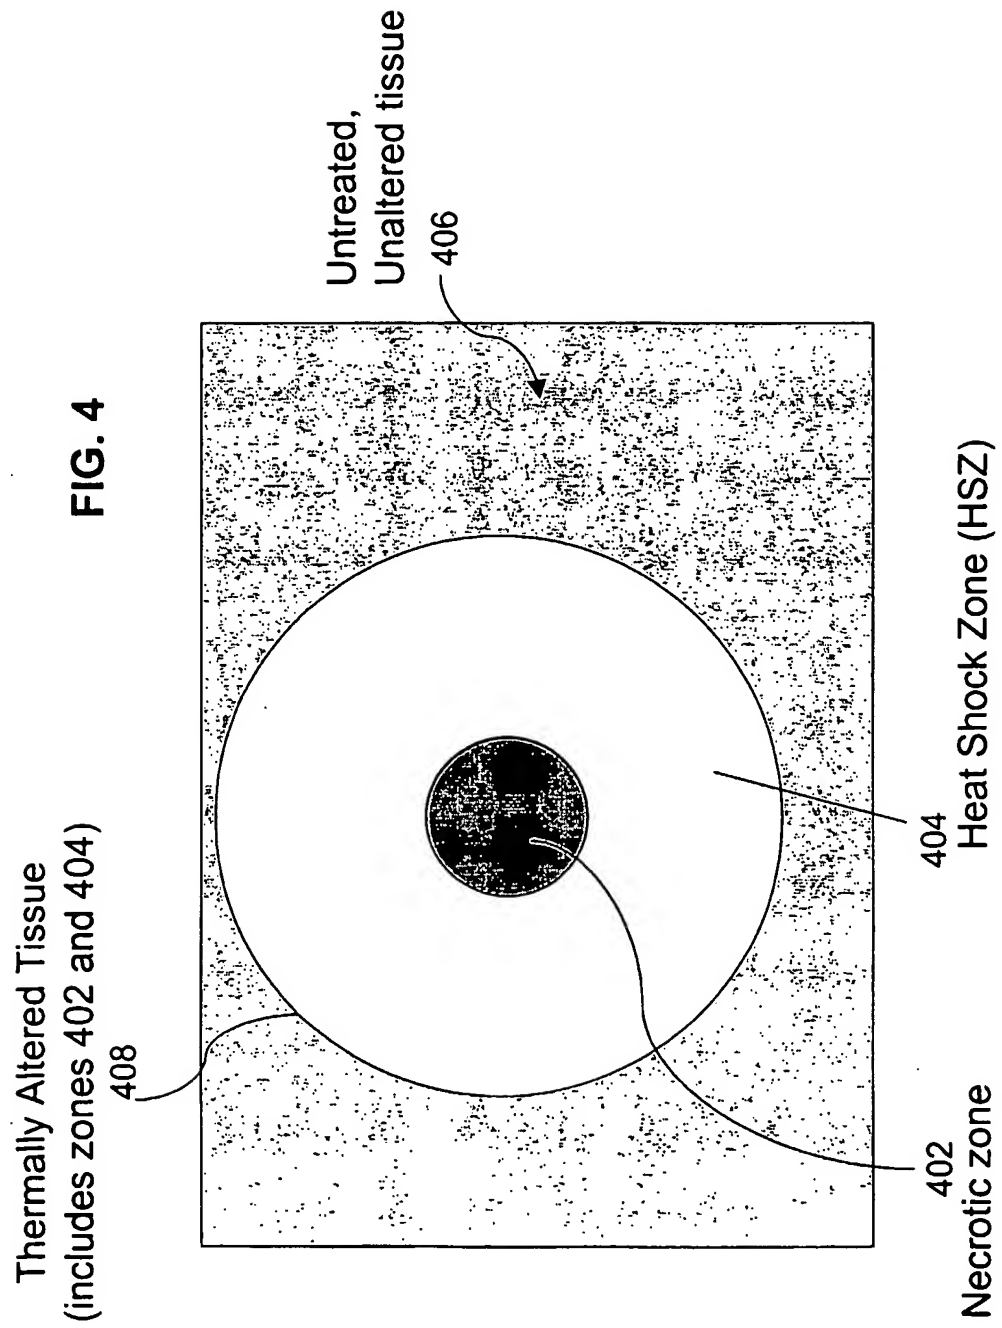 FIG. 4
Thermally Altered Tissue
(includes zones 402 and 404)
408
Untreated,
Unaltered tissue
406
402
Necrotic zone
404
Heat Shock Zone (HSZ)